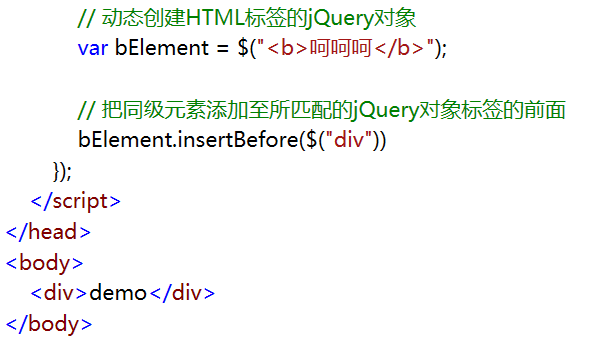 // 动态创建HTML标签的jQuery对象
var bElement = $("<b>呵呵呵</b>");
// 把同级元素添加至所匹配的jQuery对象标签的前面
bElement.insertBefore($("div"))
});
</script>
</head>
<body>
<div>demo</div>
</body>